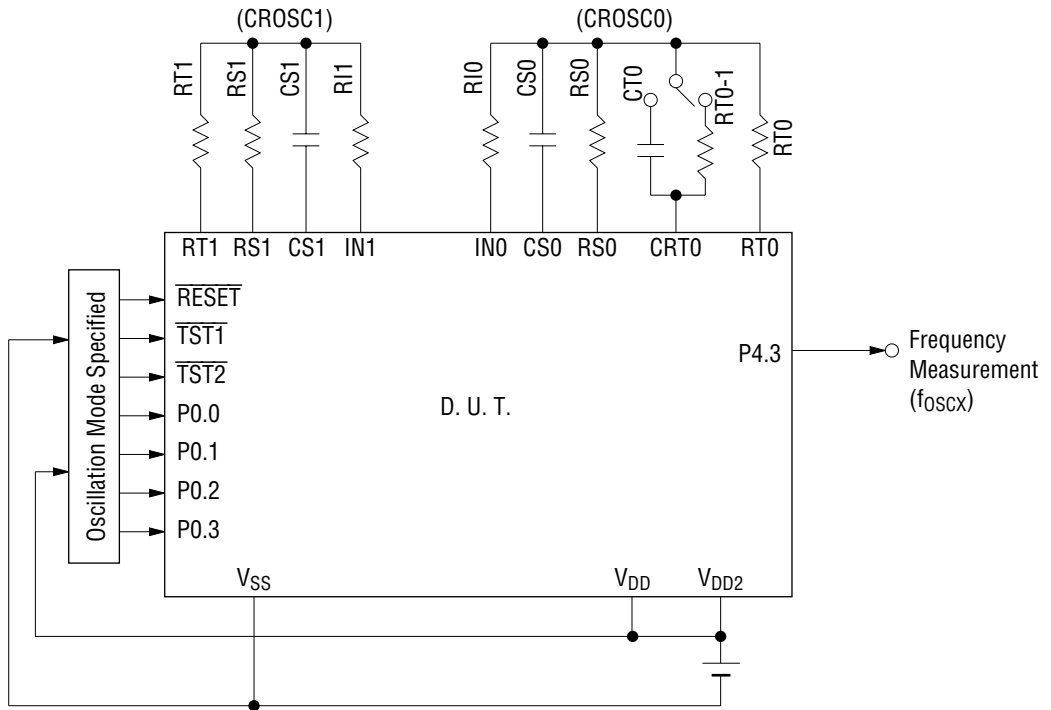 (CROSC1)
(CROSC0)
RT1
RS1
CS1
RI1
RI0
CS0
RS0
CT0
RT0-1
RT0
RT1 RS1 CS1 IN1 IN0 CS0 RS0 CRT0 RT0
Oscillation Mode Specified
RESET
TST1
TST2
P0.0
P0.1
P0.2
P0.3
D. U. T.
P4.3
Frequency
Measurement
(fOSCX)
VSS VDD VDD2